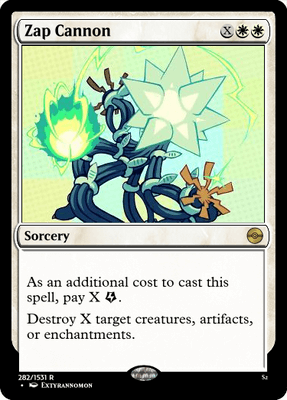 Zap Cannon X
Sorcery
As an additional cost to cast this
spell, pay X .
Destroy X target creatures, artifacts,
or enchantments.
282/1531 R
Extyrannomon